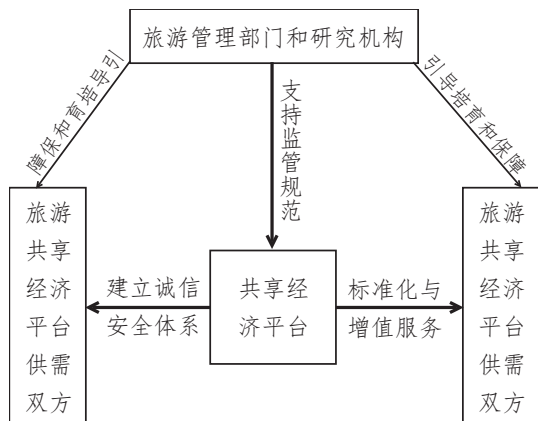 旅游管理部门和研究机构
障保和育培导引
支持监管规范
引导培育和保障
旅游
共享
经济
平台
供需
双方
建立诚信
安全体系
共享经
济平台
标准化与
增值服务
旅游
共享
经济
平台
供需
双方